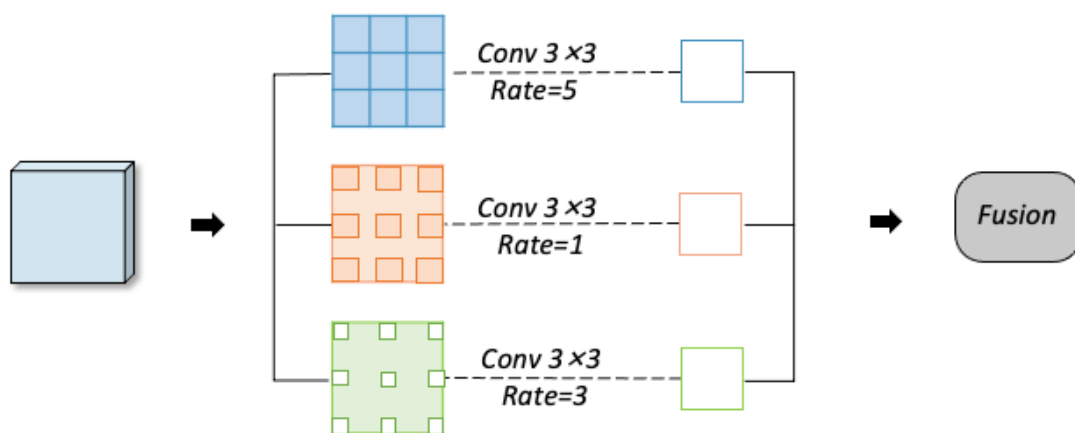 Conv 3×3
Rate=5
Conv 3×3
Rate=1
Fusion
Conv 3×3
Rate=3